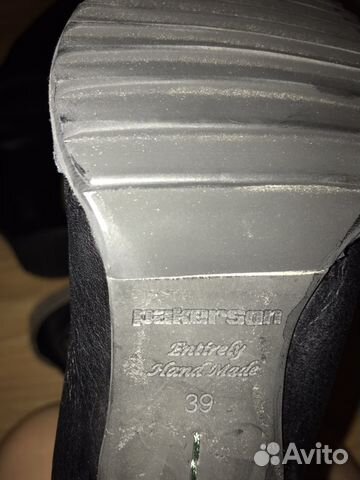 pakerson
Entirely
Hand Made
39
Avito